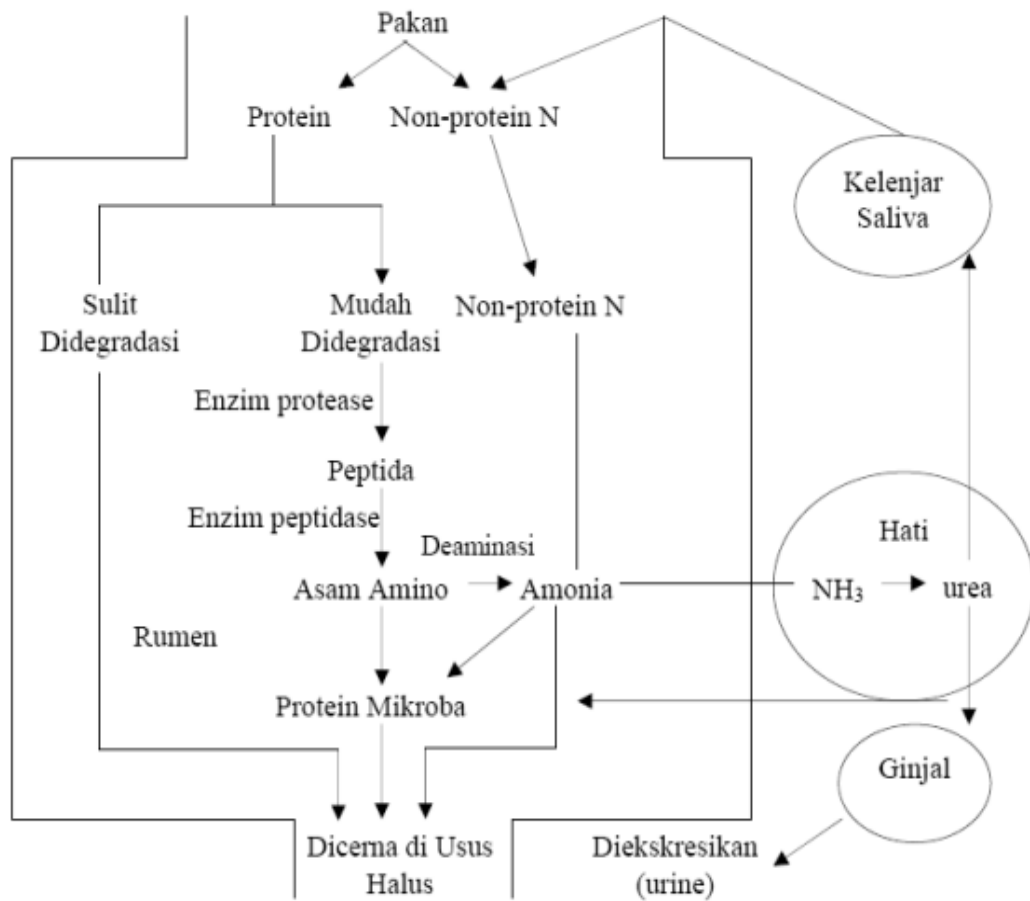 Pakan
Protein
Non-protein N
Kelenjar
Saliva
Sulit
Didegradasi
Mudah
Didegradasi
Non-protein N
Enzim protease
Peptida
Enzim peptidase
Deaminasi
Hati
Asam Amino
Amonia
NH₃
urea
Rumen
Protein Mikroba
Ginjal
Dicerna di Usus
Halus
Diekskresikan
(urine)